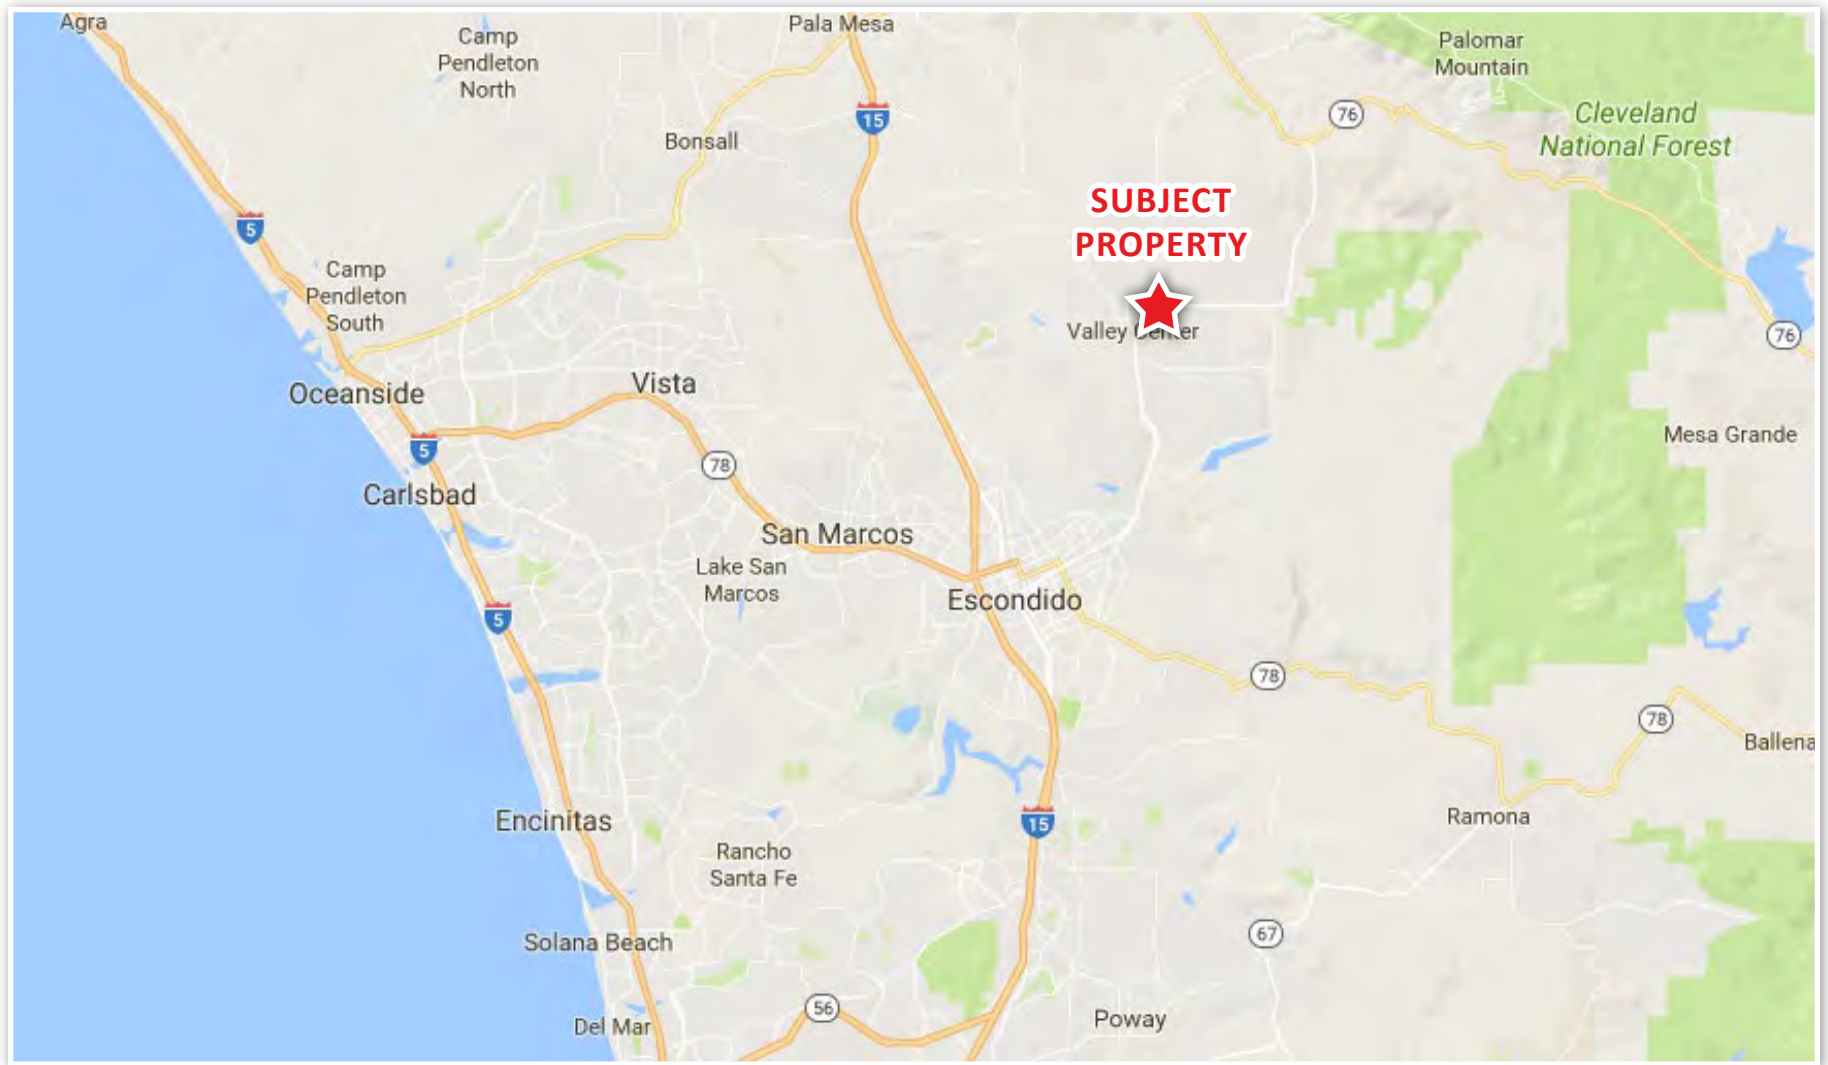 Agra
Pala Mesa
Camp
Pendleton
North
Palomar
Mountain
76
15
Cleveland
National Forest
Bonsall
SUBJECT
PROPERTY
5
Camp
Pendleton
South
Valley Center
76
Oceanside
Vista
5
Mesa Grande
78
Carlsbad
San Marcos
Lake San
Marcos
Escondido
5
78
78
Ballena
Encinitas
15
Ramona
Rancho
Santa Fe
67
Solana Beach
56
Del Mar
Poway